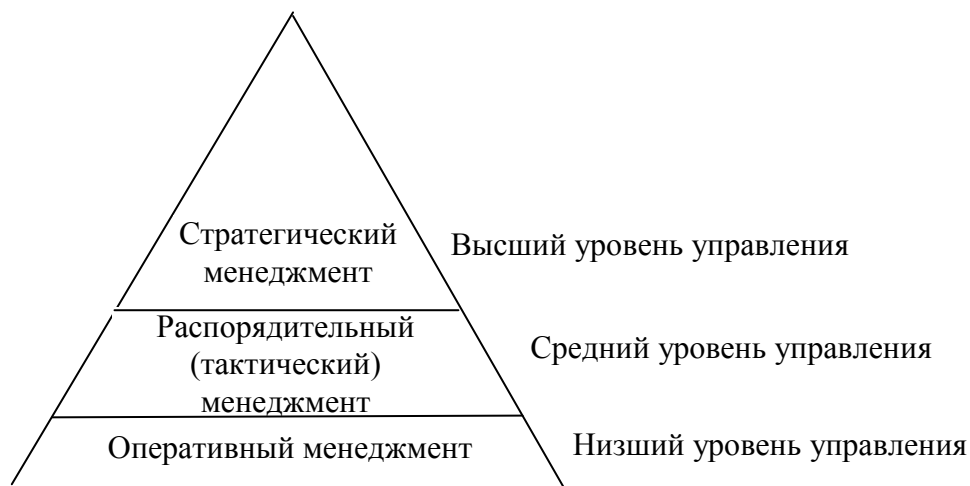 Стратегический
менеджмент
Высший уровень управления
Распорядительный
(тактический)
менеджмент
Средний уровень управления
Оперативный менеджмент
Низший уровень управления